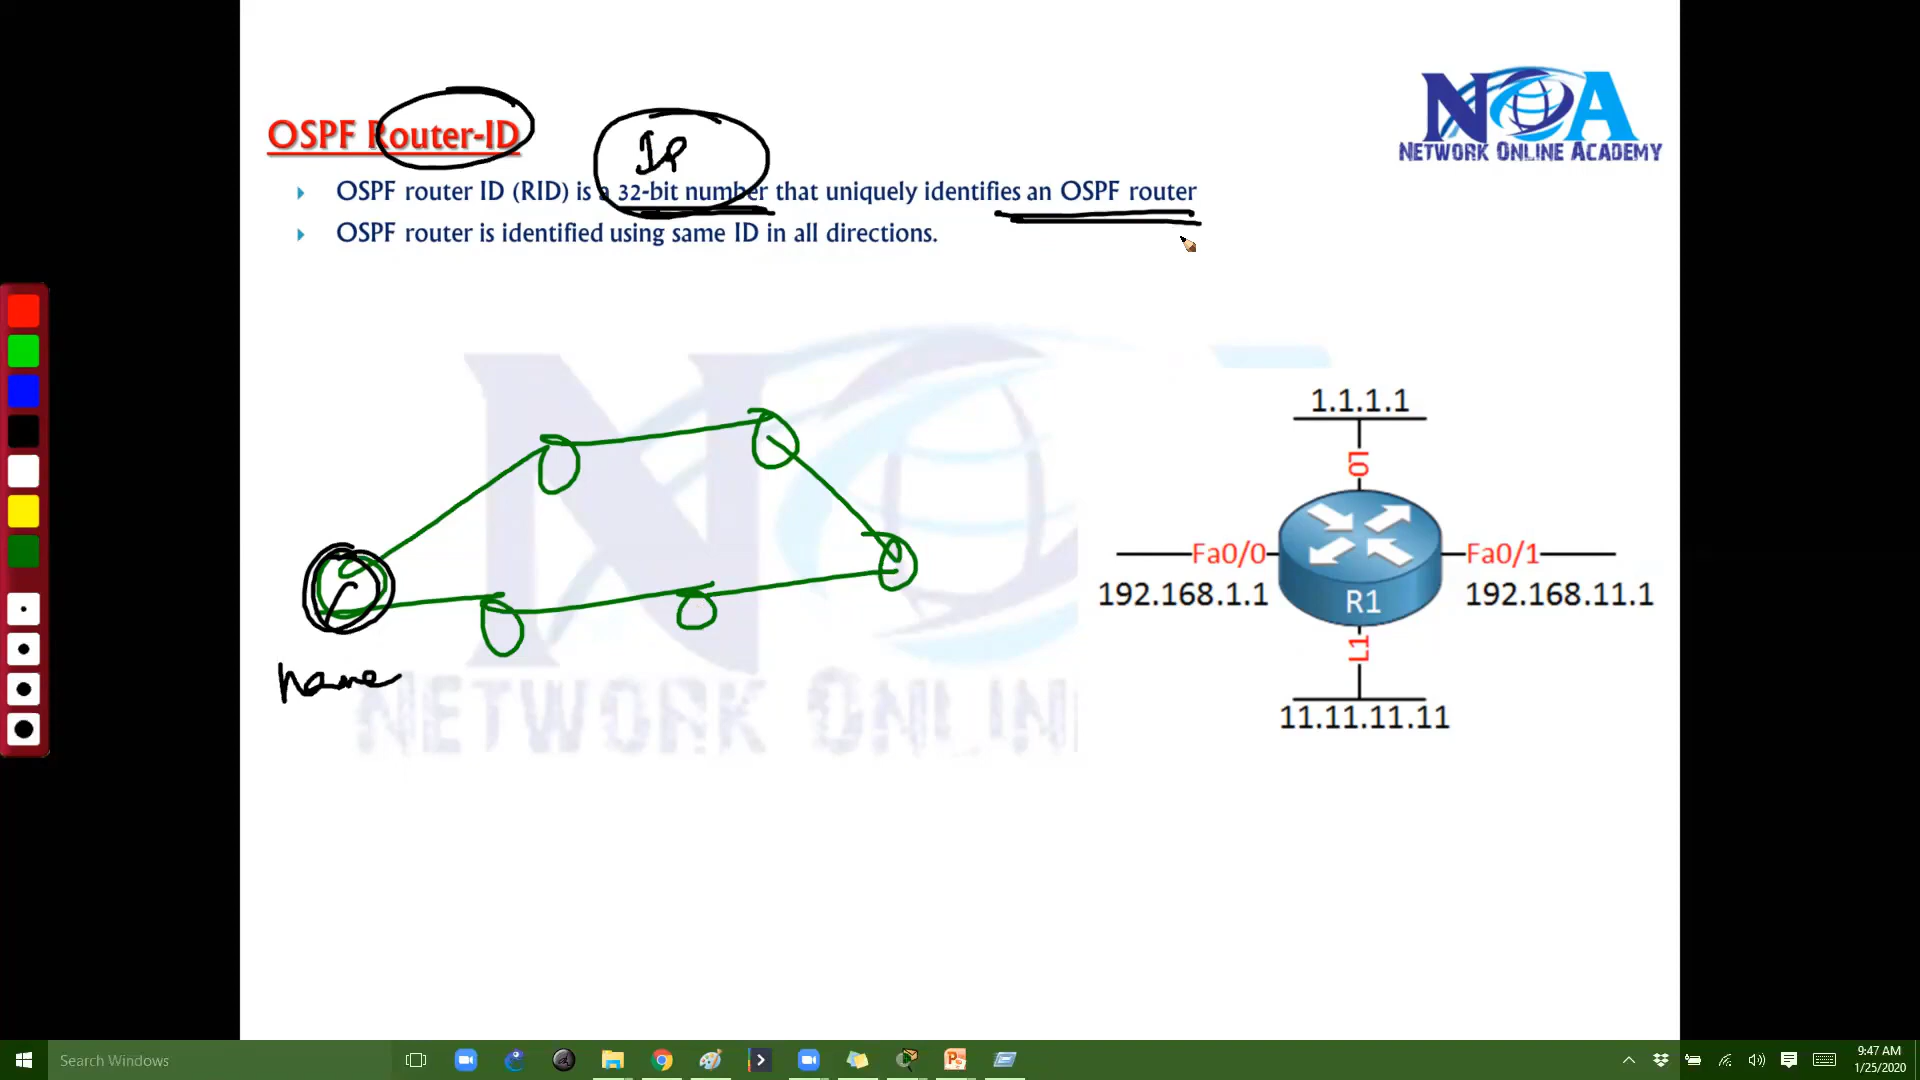 OSPF Router-ID
IP
NOA
NETWORK ONLINE ACADEMY
OSPF router ID (RID) is a 32-bit number that uniquely identifies an OSPF router
OSPF router is identified using same ID in all directions.
1.1.1.1
L0
Fa0/0
Fa0/1
192.168.1.1
R1
192.168.11.1
L1
11.11.11.11
name
N
NETWORK ONLIN
Search Windows
9:47 AM
1/25/2020